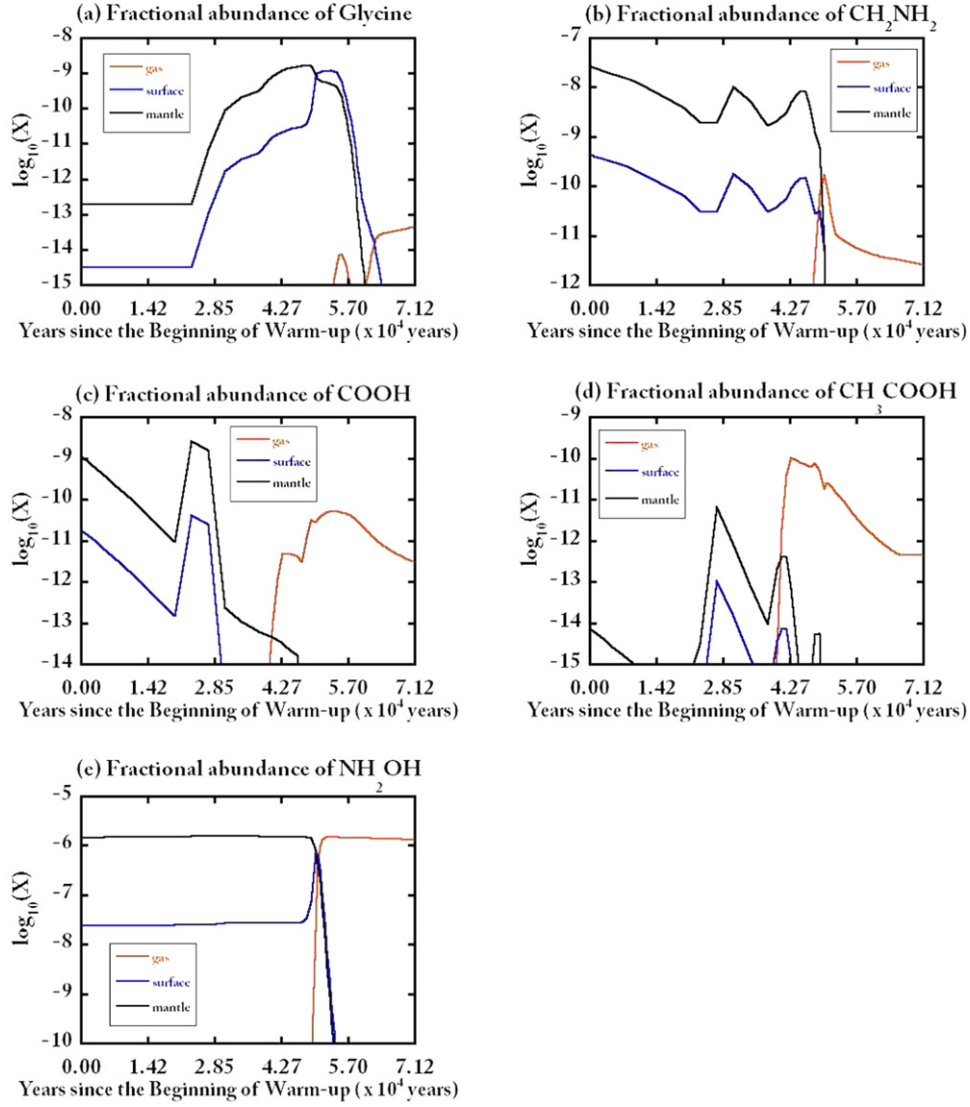 (a) Fractional abundance of Glycine
-8
-9
-10
-11
-12
-13
-14
-15
log10(X)
gas
surface
mantle
0.00 1.42 2.85 4.27 5.70 7.12
Years since the Beginning of Warm-up ( x 10^4 years)
(b) Fractional abundance of CH2NH2
-7
-8
-9
-10
-11
-12
log10(X)
gas
surface
mantle
0.00 1.42 2.85 4.27 5.70 7.12
Years since the Beginning of Warm-up ( x 10^4 years)
(c) Fractional abundance of COOH
-8
-9
-10
-11
-12
-13
-14
log10(X)
gas
surface
mantle
0.00 1.42 2.85 4.27 5.70 7.12
Years since the Beginning of Warm-up ( x 10^4 years)
(d) Fractional abundance of CH3COOH
-9
-10
-11
-12
-13
-14
-15
log10(X)
gas
surface
mantle
0.00 1.42 2.85 4.27 5.70 7.12
Years since the Beginning of Warm-up ( x 10^4 years)
(e) Fractional abundance of NH2OH
-5
-6
-7
-8
-9
-10
log10(X)
gas
surface
mantle
0.00 1.42 2.85 4.27 5.70 7.12
Years since the Beginning of Warm-up ( x 10^4 years)